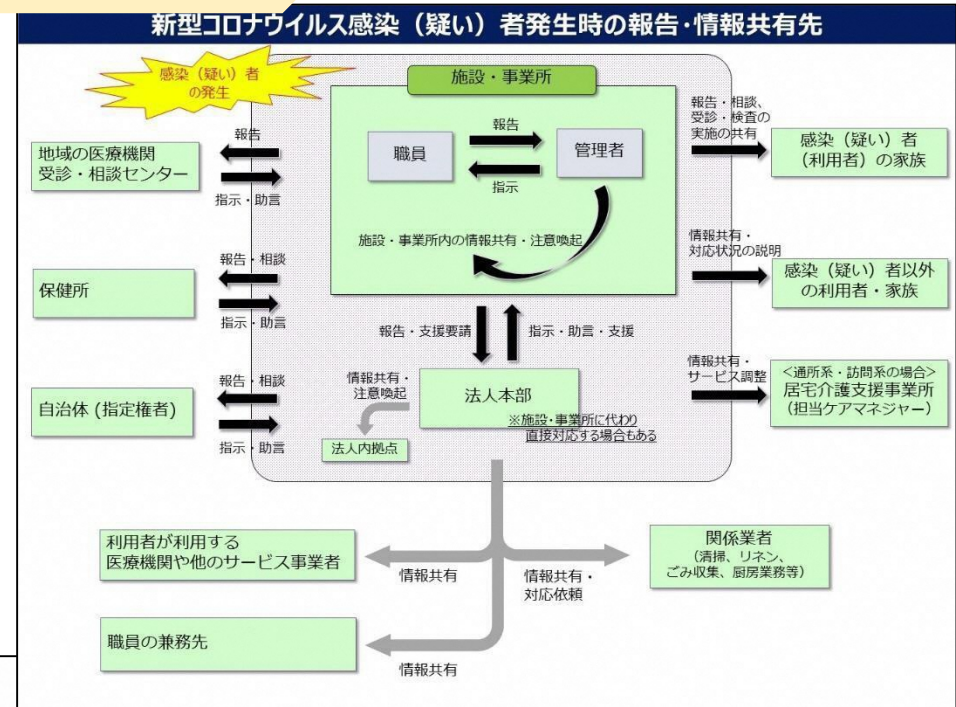 新型コロナウイルス感染（疑い）者発生時の報告・情報共有先
感染（疑い）者
の発生
施設・事業所
職員
報告
管理者
指示
施設・事業所内の情報共有・注意喚起
地域の医療機関
受診・相談センター
報告
指示・助言
保健所
報告・相談
指示・助言
自治体 (指定権者)
報告・相談
指示・助言
報告・相談、
受診・検査の
実施の共有
感染（疑い）者
（利用者）の家族
情報共有・
対応状況の説明
感染（疑い）者以外
の利用者・家族
情報共有・
サービス調整
＜通所系・訪問系の場合＞
居宅介護支援事業所
（担当ケアマネジャー）
報告・支援要請
指示・助言・支援
法人本部
※施設・事業所に代わり
直接対応する場合もある
情報共有・
注意喚起
法人内拠点
利用者が利用する
医療機関や他のサービス事業者
情報共有
情報共有・
対応依頼
関係業者
（清掃、リネン、
ごみ収集、厨房業務等）
職員の兼務先
情報共有